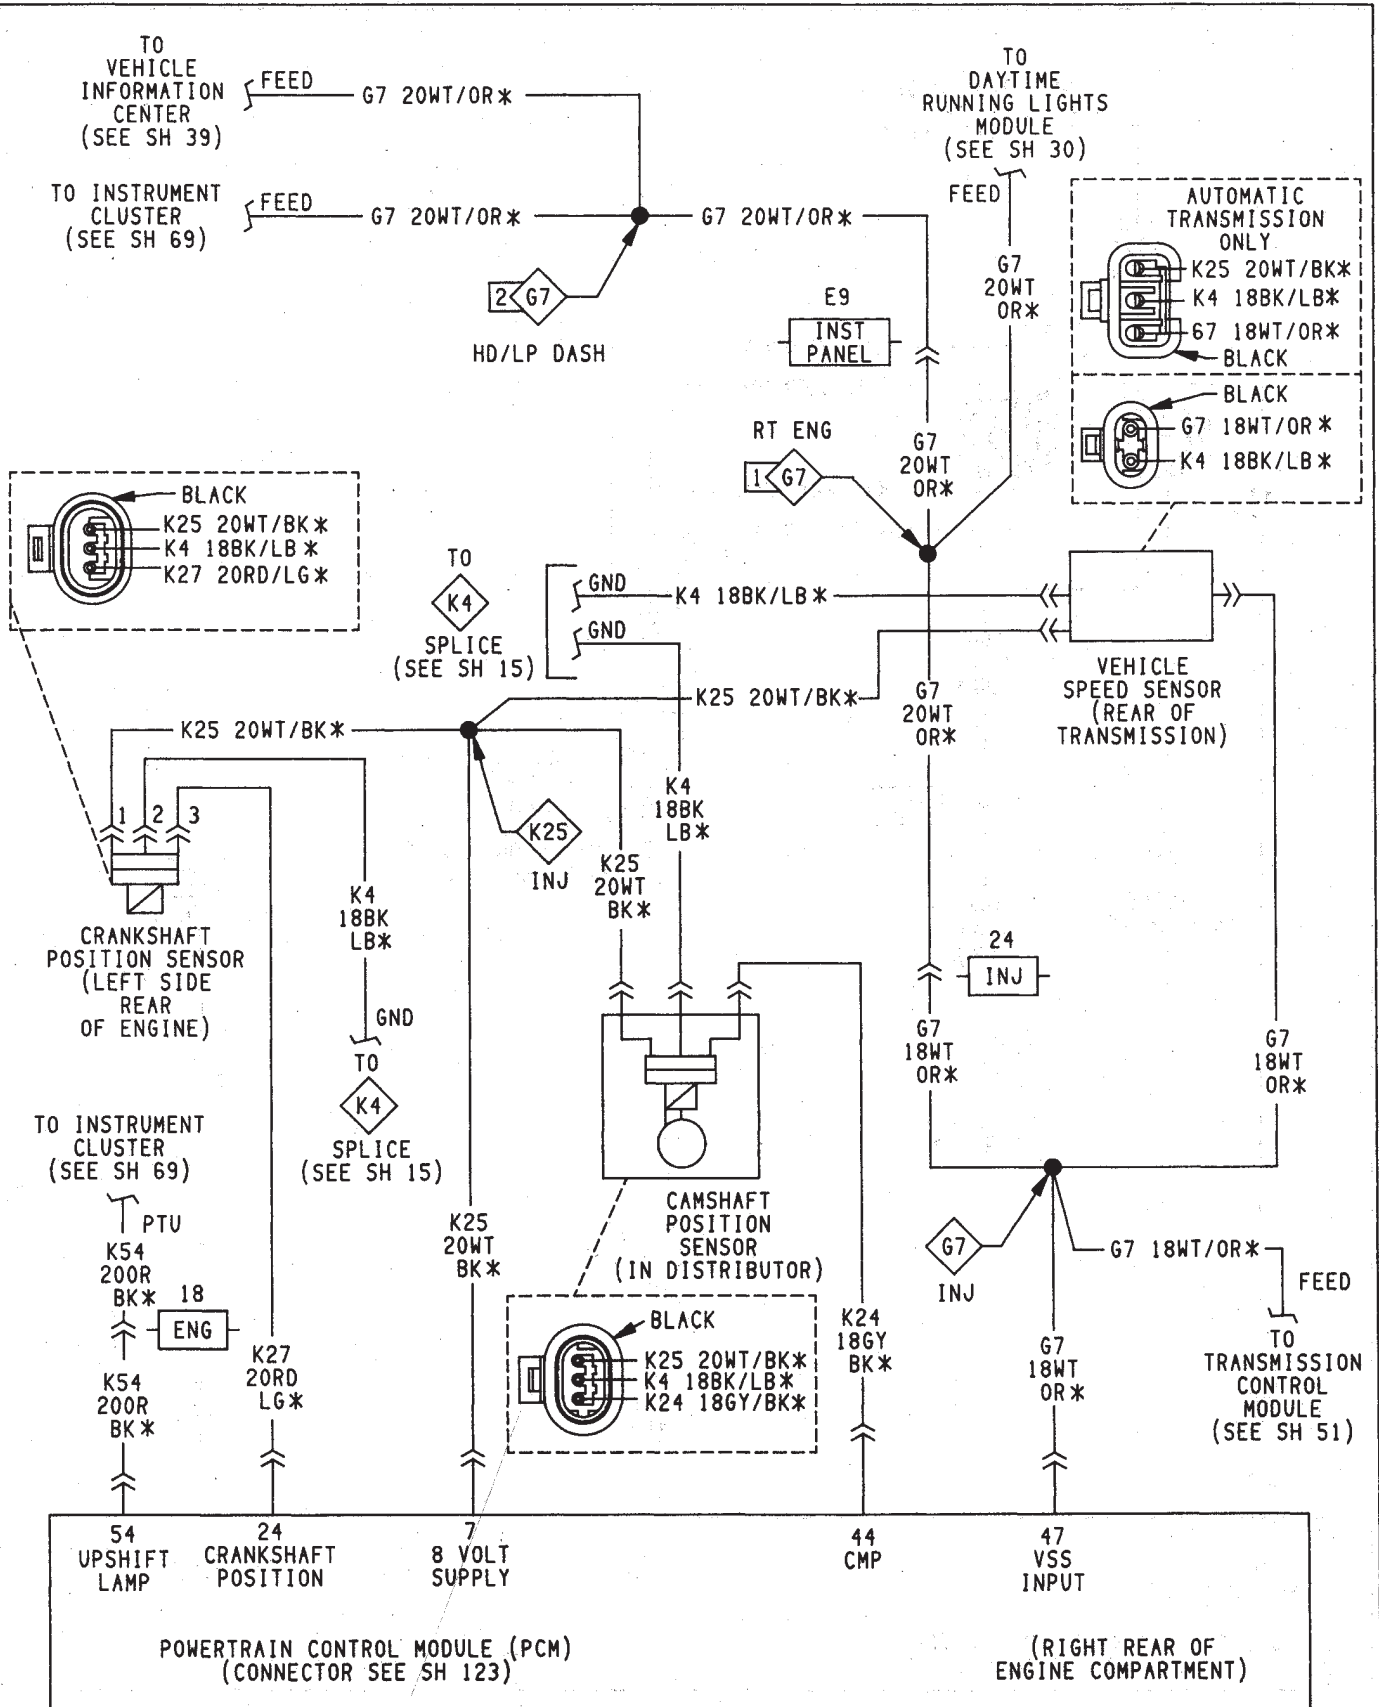 TO
VEHICLE
INFORMATION
CENTER
(SEE SH 39)
FEED
G7 20WT/OR*
TO INSTRUMENT
CLUSTER
(SEE SH 69)
FEED
G7 20WT/OR*
G7 20WT/OR*
2
G7
HD/LP DASH
TO
DAYTIME
RUNNING LIGHTS
MODULE
(SEE SH 30)
FEED
G7
20WT
OR*
E9
INST
PANEL
AUTOMATIC
TRANSMISSION
ONLY
K25 20WT/BK*
K4 18BK/LB*
67 18WT/OR*
BLACK
BLACK
G7 18WT/OR*
K4 18BK/LB*
RT ENG
1
G7
G7
20WT
OR*
BLACK
K25 20WT/BK*
K4 18BK/LB*
K27 20RD/LG*
TO
K4
SPLICE
(SEE SH 15)
GND
K4 18BK/LB*
GND
K25 20WT/BK*
G7
20WT
OR*
VEHICLE
SPEED SENSOR
(REAR OF
TRANSMISSION)
K25 20WT/BK*
1 2 3
K25
INJ
K4
18BK
LB*
K25
20WT
BK*
K4
18BK
LB*
CRANKSHAFT
POSITION SENSOR
(LEFT SIDE
REAR
OF ENGINE)
GND
TO
K4
SPLICE
(SEE SH 15)
24
INJ
G7
18WT
OR*
G7
18WT
OR*
TO INSTRUMENT
CLUSTER
(SEE SH 69)
PTU
K54
20OR
BK*
18
ENG
K54
20OR
BK*
K27
20RD
LG*
K25
20WT
BK*
CAMSHAFT
POSITION
SENSOR
(IN DISTRIBUTOR)
BLACK
K25 20WT/BK*
K4 18BK/LB*
K24 18GY/BK*
K24
18GY
BK*
G7
INJ
G7 18WT/OR*
FEED
TO
TRANSMISSION
CONTROL
MODULE
(SEE SH 51)
G7
18WT
OR*
54
UPSHIFT
LAMP
24
CRANKSHAFT
POSITION
7
8 VOLT
SUPPLY
44
CMP
47
VSS
INPUT
POWERTRAIN CONTROL MODULE (PCM)
(CONNECTOR SEE SH 123)
(RIGHT REAR OF
ENGINE COMPARTMENT)